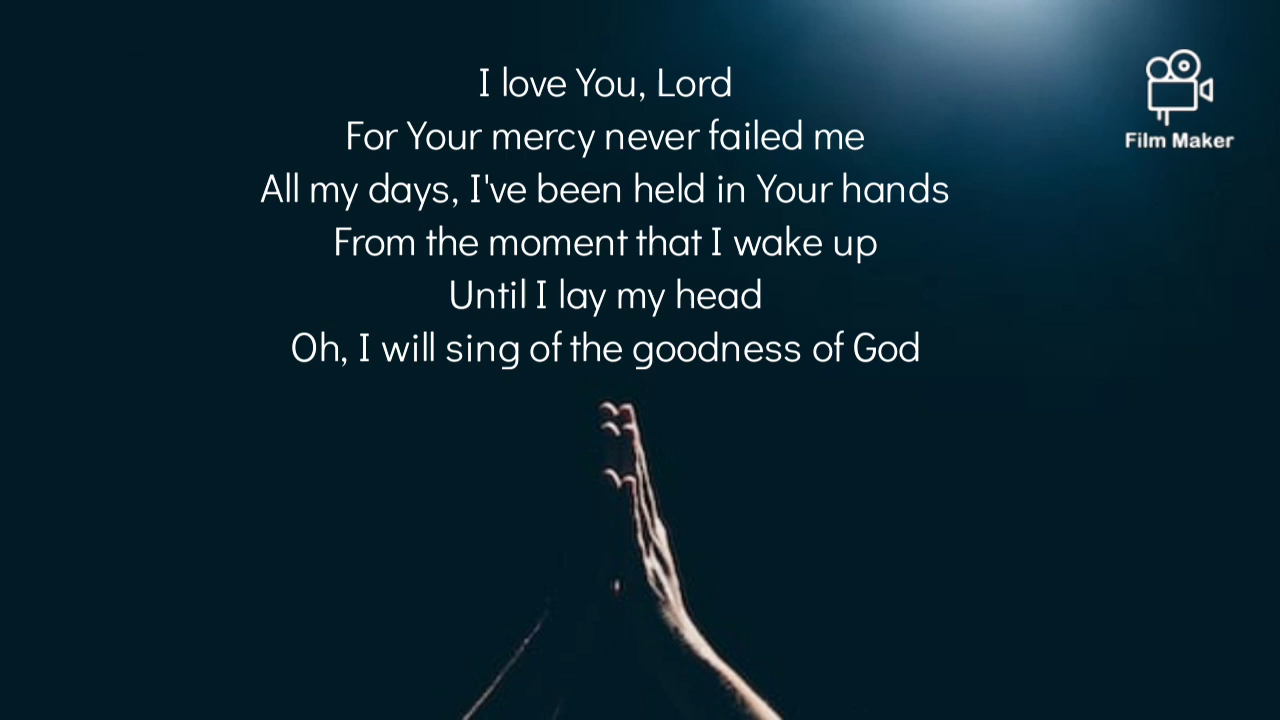 I love You, Lord
For Your mercy never failed me
All my days, I've been held in Your hands
From the moment that I wake up
Until I lay my head
Oh, I will sing of the goodness of God
Film Maker